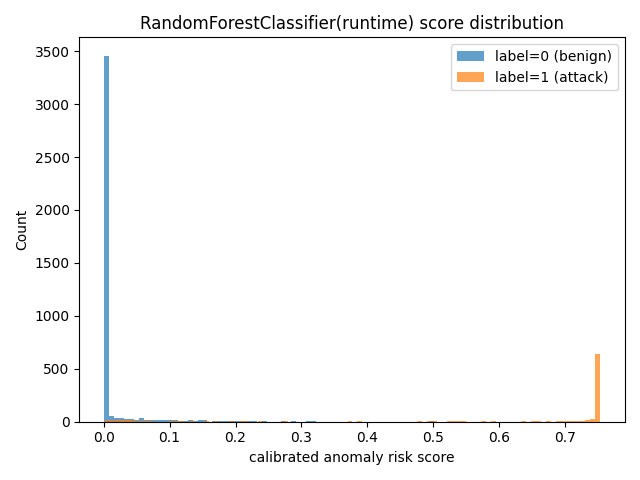 RandomForestClassifier(runtime) score distribution
label=0 (benign)
label=1 (attack)
Count
3500
3000
2500
2000
1500
1000
500
0
0.0 0.1 0.2 0.3 0.4 0.5 0.6 0.7
calibrated anomaly risk score